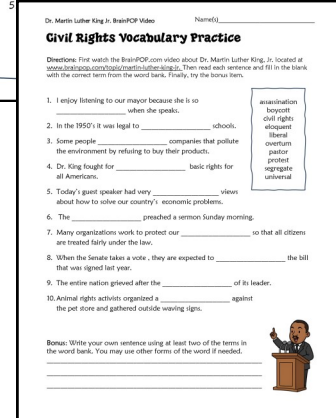 5
Dr. Martin Luther King Jr. BrainPOP Video Name(s)
Civil Rights Vocabulary Practice
Directions: First watch the BrainPOP.com video about Dr. Martin Luther King, Jr. located at
www.brainpop.com/topic/martin-luther-king-jr. Then read each sentence and fill in the blank
with the correct term from the word bank. Finally, try the bonus item.
1. I enjoy listening to our mayor because she is so
____ when she speaks.
2. In the 1950's it was legal to ____ schools.
3. Some people ____ companies that pollute
the environment by refusing to buy their products.
4. Dr. King fought for ____ basic rights for
all Americans.
5. Today's guest speaker had very ____ views
about how to solve our country's economic problems.
assassination
boycott
civil rights
eloquent
liberal
overturn
pastor
protest
segregate
universal
6. The ____ preached a sermon Sunday morning.
7. Many organizations work to protect our ____ so that all citizens
are treated fairly under the law.
8. When the Senate takes a vote , they are expected to ____ the bill
that was signed last year.
9. The entire nation grieved after the ____ of its leader.
10. Animal rights activists organized a ____ against
the pet store and gathered outside waving signs.
Bonus: Write your own sentence using at least two of the terms in
the word bank. You may use other forms of the word if needed.